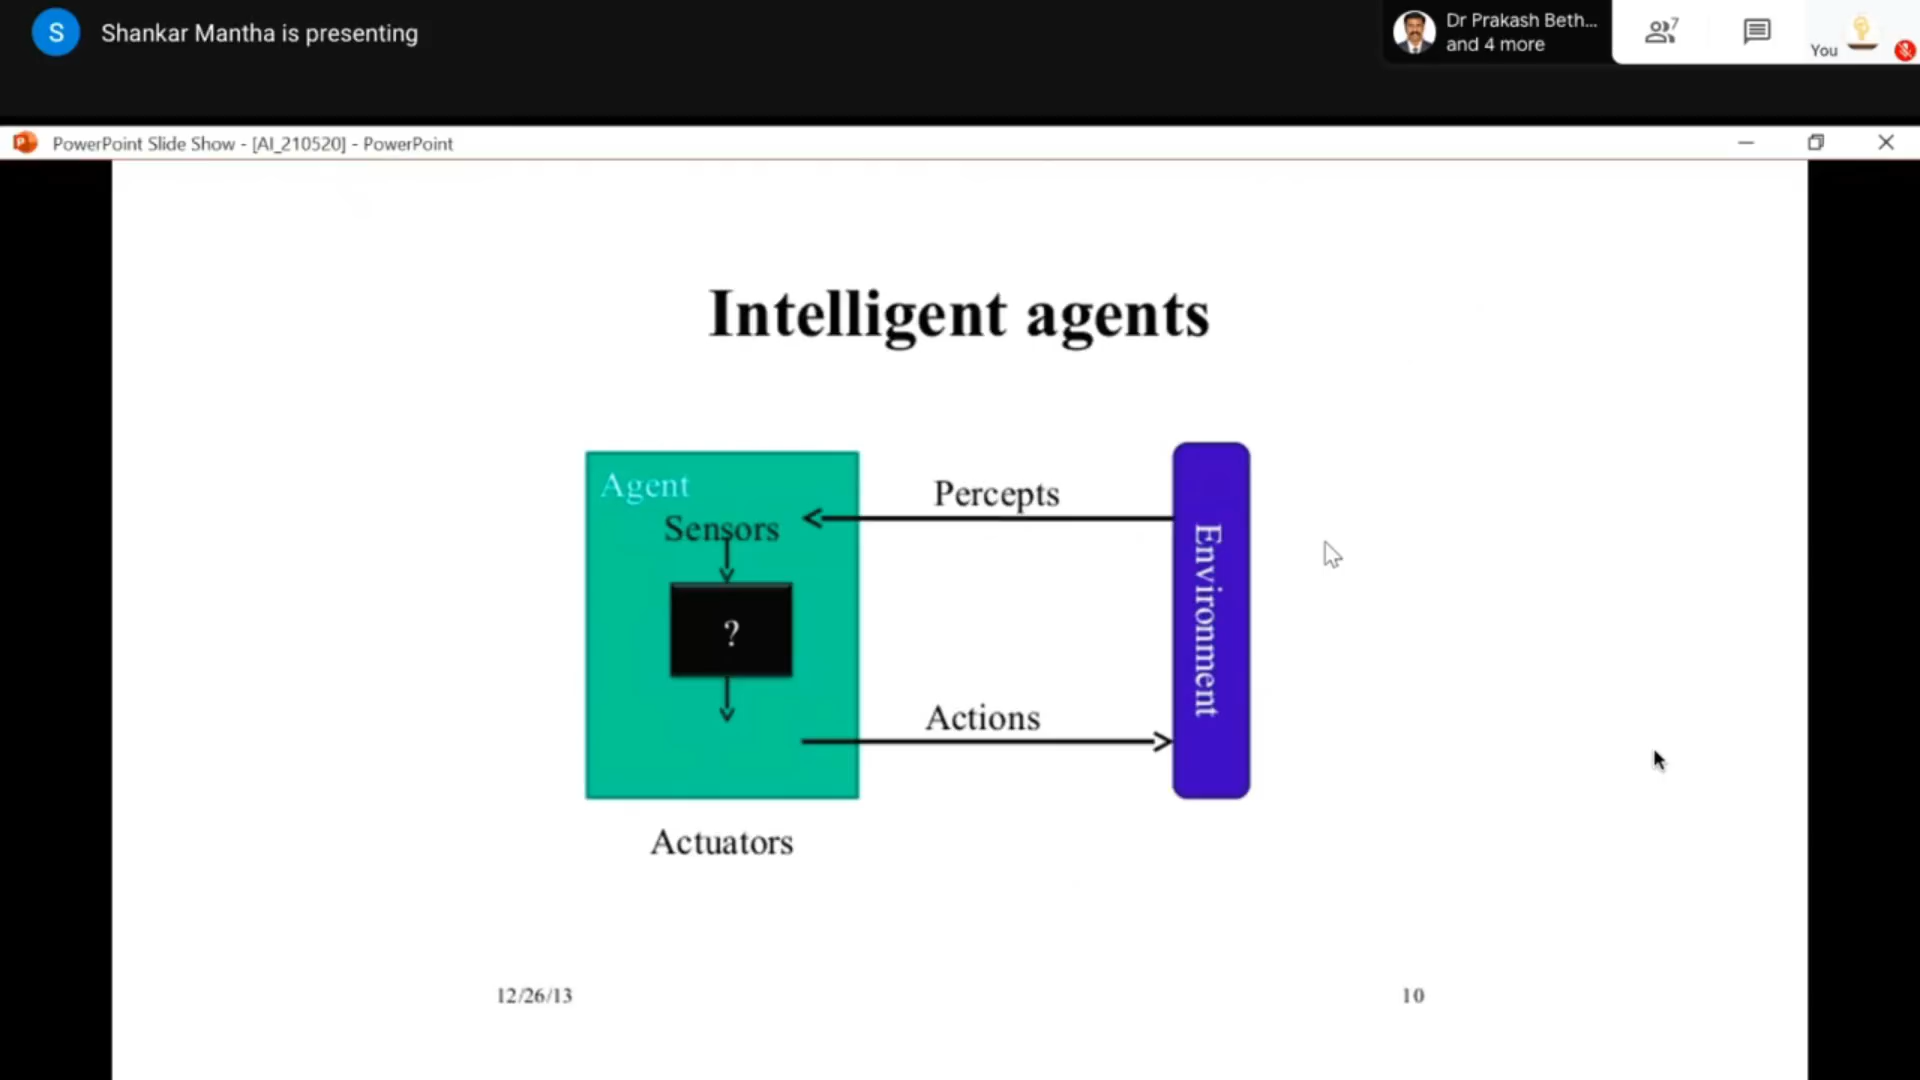 S
Shankar Mantha is presenting
Dr Prakash Beth...
and 4 more
7
You
PowerPoint Slide Show - [AI_210520] - PowerPoint
Intelligent agents
Agent
Sensors
?
Percepts
Actions
Environment
Actuators
12/26/13
10